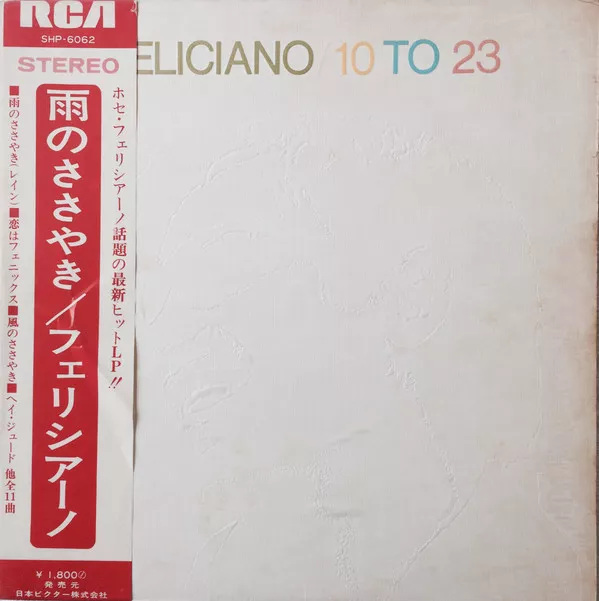 RCA
SHP-6062
STEREO
ELICIANO / 10 TO 23
ホセ・フェリシアーノ話題の最新ヒットLP!!
雨のささやき/フェリシアーノ
■雨のささやき(レイン)■恋はフェニックス■風のささやき■ヘイ・ジュード 他全11曲
¥1,800
発売元
日本ビクター株式会社